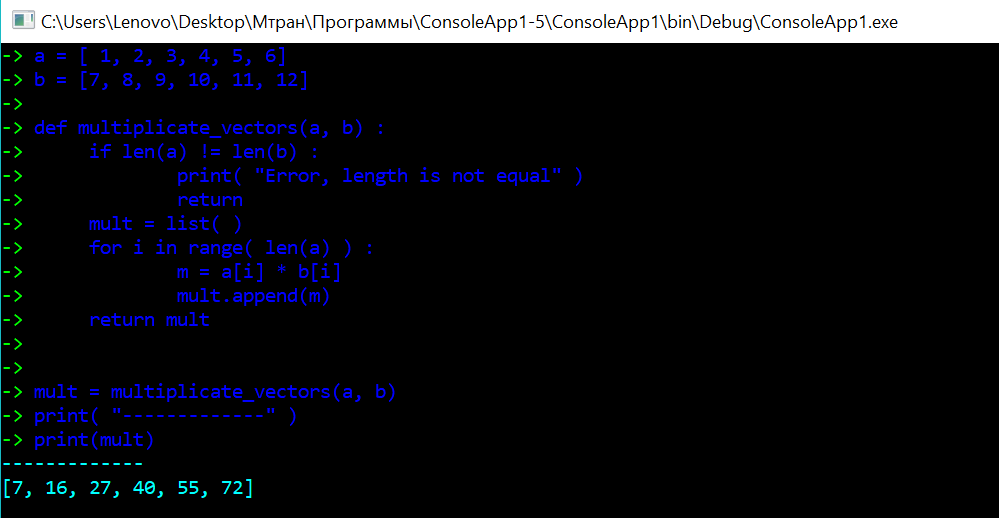 C:\Users\Lenovo\Desktop\Мтран\Программы\ConsoleApp1-5\ConsoleApp1\bin\Debug\ConsoleApp1.exe
-> a = [ 1, 2, 3, 4, 5, 6]
-> b = [7, 8, 9, 10, 11, 12]
->
-> def multiplicate_vectors(a, b) :
->      if len(a) != len(b) :
->              print( "Error, length is not equal" )
->              return
->      mult = list( )
->      for i in range( len(a) ) :
->              m = a[i] * b[i]
->              mult.append(m)
->      return mult
->
->
-> mult = multiplicate_vectors(a, b)
-> print( "-------------" )
-> print(mult)
-------------
[7, 16, 27, 40, 55, 72]